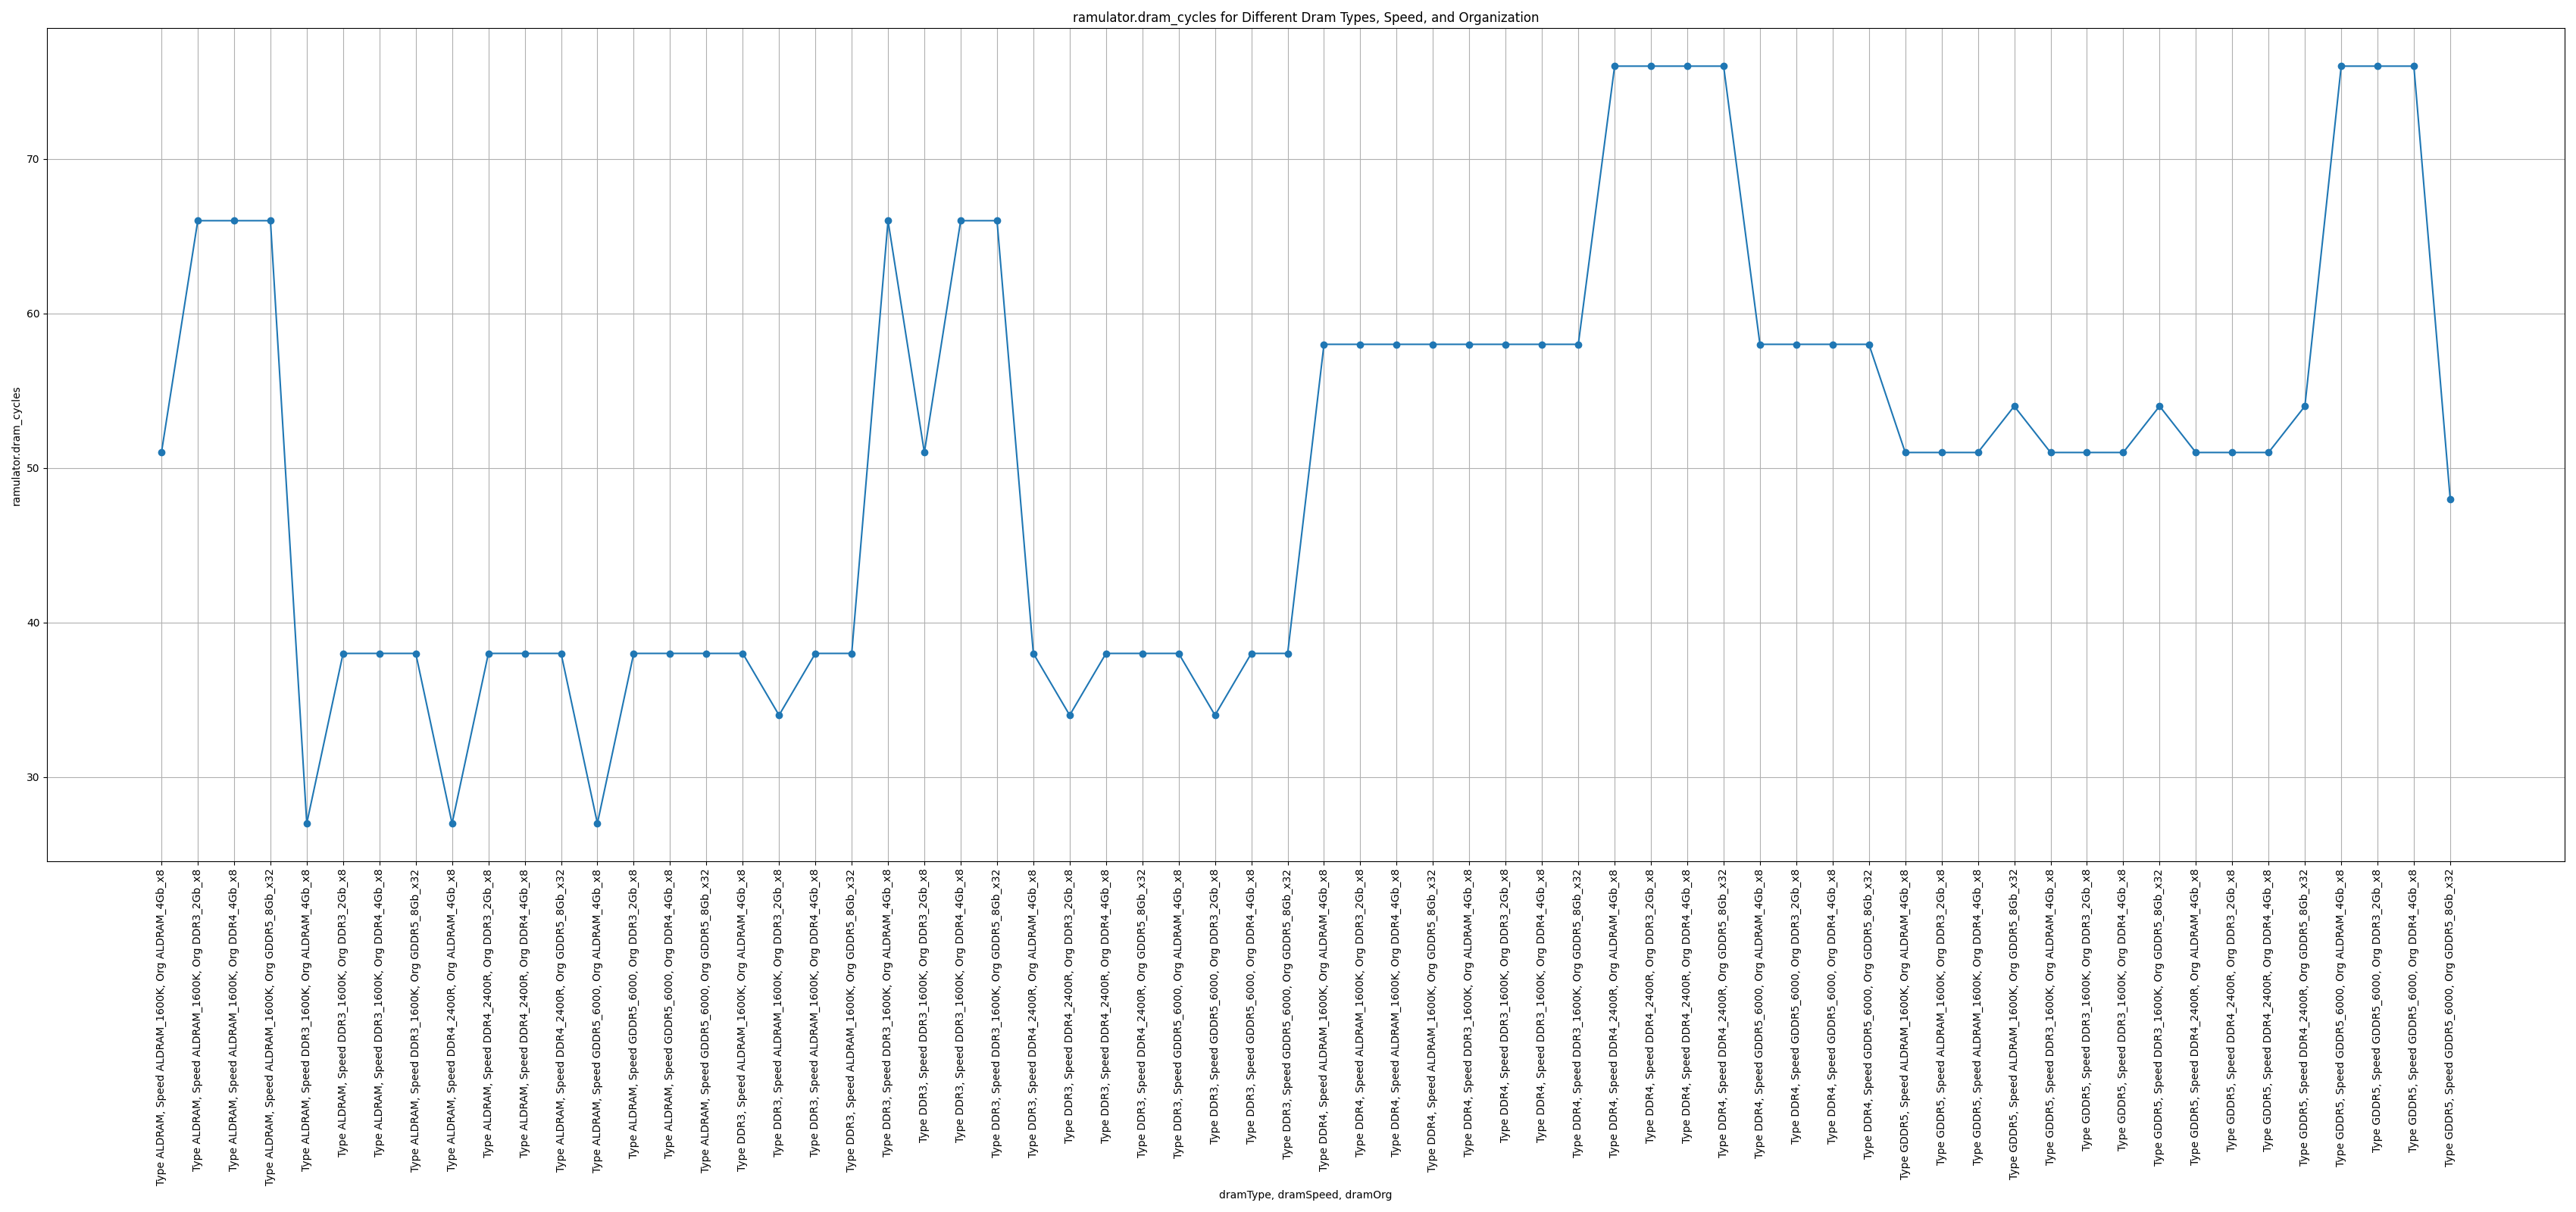 ramulator.dram_cycles for Different Dram Types, Speed, and Organization
ramulator.dram_cycles
70
60
50
40
30
Type ALDRAM, Speed ALDRAM_1600K, Org ALDRAM_4Gb_x8
Type ALDRAM, Speed ALDRAM_1600K, Org DDR3_2Gb_x8
Type ALDRAM, Speed ALDRAM_1600K, Org DDR4_4Gb_x8
Type ALDRAM, Speed ALDRAM_1600K, Org GDDR5_8Gb_x32
Type ALDRAM, Speed DDR3_1600K, Org ALDRAM_4Gb_x8
Type ALDRAM, Speed DDR3_1600K, Org DDR3_2Gb_x8
Type ALDRAM, Speed DDR3_1600K, Org DDR4_4Gb_x8
Type ALDRAM, Speed DDR3_1600K, Org GDDR5_8Gb_x32
Type ALDRAM, Speed DDR4_2400R, Org ALDRAM_4Gb_x8
Type ALDRAM, Speed DDR4_2400R, Org DDR3_2Gb_x8
Type ALDRAM, Speed DDR4_2400R, Org DDR4_4Gb_x8
Type ALDRAM, Speed DDR4_2400R, Org GDDR5_8Gb_x32
Type ALDRAM, Speed GDDR5_6000, Org ALDRAM_4Gb_x8
Type ALDRAM, Speed GDDR5_6000, Org DDR3_2Gb_x8
Type ALDRAM, Speed GDDR5_6000, Org DDR4_4Gb_x8
Type ALDRAM, Speed GDDR5_6000, Org GDDR5_8Gb_x32
Type DDR3, Speed ALDRAM_1600K, Org ALDRAM_4Gb_x8
Type DDR3, Speed ALDRAM_1600K, Org DDR3_2Gb_x8
Type DDR3, Speed ALDRAM_1600K, Org DDR4_4Gb_x8
Type DDR3, Speed ALDRAM_1600K, Org GDDR5_8Gb_x32
Type DDR3, Speed DDR3_1600K, Org ALDRAM_4Gb_x8
Type DDR3, Speed DDR3_1600K, Org DDR3_2Gb_x8
Type DDR3, Speed DDR3_1600K, Org DDR4_4Gb_x8
Type DDR3, Speed DDR3_1600K, Org GDDR5_8Gb_x32
Type DDR3, Speed DDR4_2400R, Org ALDRAM_4Gb_x8
Type DDR3, Speed DDR4_2400R, Org DDR3_2Gb_x8
Type DDR3, Speed DDR4_2400R, Org DDR4_4Gb_x8
Type DDR3, Speed DDR4_2400R, Org GDDR5_8Gb_x32
Type DDR3, Speed GDDR5_6000, Org ALDRAM_4Gb_x8
Type DDR3, Speed GDDR5_6000, Org DDR3_2Gb_x8
Type DDR3, Speed GDDR5_6000, Org DDR4_4Gb_x8
Type DDR3, Speed GDDR5_6000, Org GDDR5_8Gb_x32
Type DDR4, Speed ALDRAM_1600K, Org ALDRAM_4Gb_x8
Type DDR4, Speed ALDRAM_1600K, Org DDR3_2Gb_x8
Type DDR4, Speed ALDRAM_1600K, Org DDR4_4Gb_x8
Type DDR4, Speed ALDRAM_1600K, Org GDDR5_8Gb_x32
Type DDR4, Speed DDR3_1600K, Org ALDRAM_4Gb_x8
Type DDR4, Speed DDR3_1600K, Org DDR3_2Gb_x8
Type DDR4, Speed DDR3_1600K, Org DDR4_4Gb_x8
Type DDR4, Speed DDR3_1600K, Org GDDR5_8Gb_x32
Type DDR4, Speed DDR4_2400R, Org ALDRAM_4Gb_x8
Type DDR4, Speed DDR4_2400R, Org DDR3_2Gb_x8
Type DDR4, Speed DDR4_2400R, Org DDR4_4Gb_x8
Type DDR4, Speed DDR4_2400R, Org GDDR5_8Gb_x32
Type DDR4, Speed GDDR5_6000, Org ALDRAM_4Gb_x8
Type DDR4, Speed GDDR5_6000, Org DDR3_2Gb_x8
Type DDR4, Speed GDDR5_6000, Org DDR4_4Gb_x8
Type DDR4, Speed GDDR5_6000, Org GDDR5_8Gb_x32
Type GDDR5, Speed ALDRAM_1600K, Org ALDRAM_4Gb_x8
Type GDDR5, Speed ALDRAM_1600K, Org DDR3_2Gb_x8
Type GDDR5, Speed ALDRAM_1600K, Org DDR4_4Gb_x8
Type GDDR5, Speed ALDRAM_1600K, Org GDDR5_8Gb_x32
Type GDDR5, Speed DDR3_1600K, Org ALDRAM_4Gb_x8
Type GDDR5, Speed DDR3_1600K, Org DDR3_2Gb_x8
Type GDDR5, Speed DDR3_1600K, Org DDR4_4Gb_x8
Type GDDR5, Speed DDR3_1600K, Org GDDR5_8Gb_x32
Type GDDR5, Speed DDR4_2400R, Org ALDRAM_4Gb_x8
Type GDDR5, Speed DDR4_2400R, Org DDR3_2Gb_x8
Type GDDR5, Speed DDR4_2400R, Org DDR4_4Gb_x8
Type GDDR5, Speed DDR4_2400R, Org GDDR5_8Gb_x32
Type GDDR5, Speed GDDR5_6000, Org ALDRAM_4Gb_x8
Type GDDR5, Speed GDDR5_6000, Org DDR3_2Gb_x8
Type GDDR5, Speed GDDR5_6000, Org DDR4_4Gb_x8
Type GDDR5, Speed GDDR5_6000, Org GDDR5_8Gb_x32
dramType, dramSpeed, dramOrg